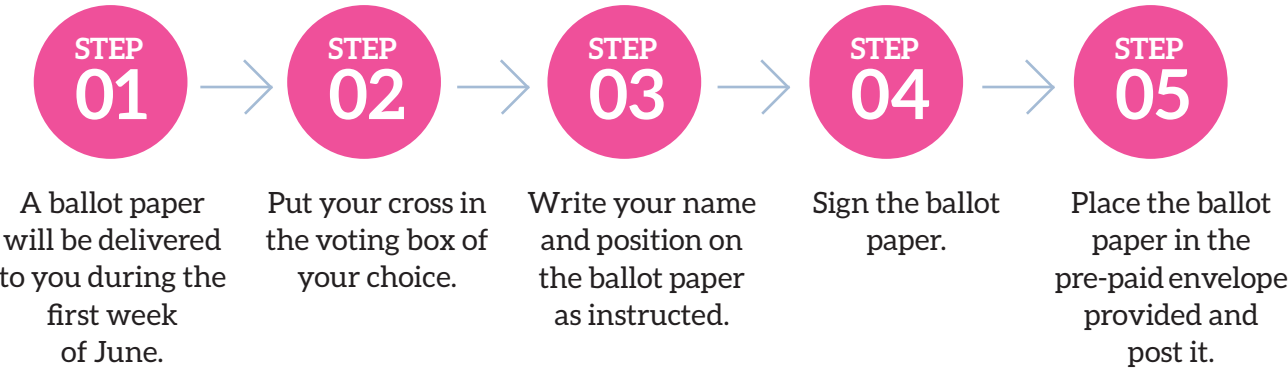 STEP
01
A ballot paper
will be delivered
to you during the
first week
of June.
STEP
02
Put your cross in
the voting box of
your choice.
STEP
03
Write your name
and position on
the ballot paper
as instructed.
STEP
04
Sign the ballot
paper.
STEP
05
Place the ballot
paper in the
pre-paid envelope
provided and
post it.